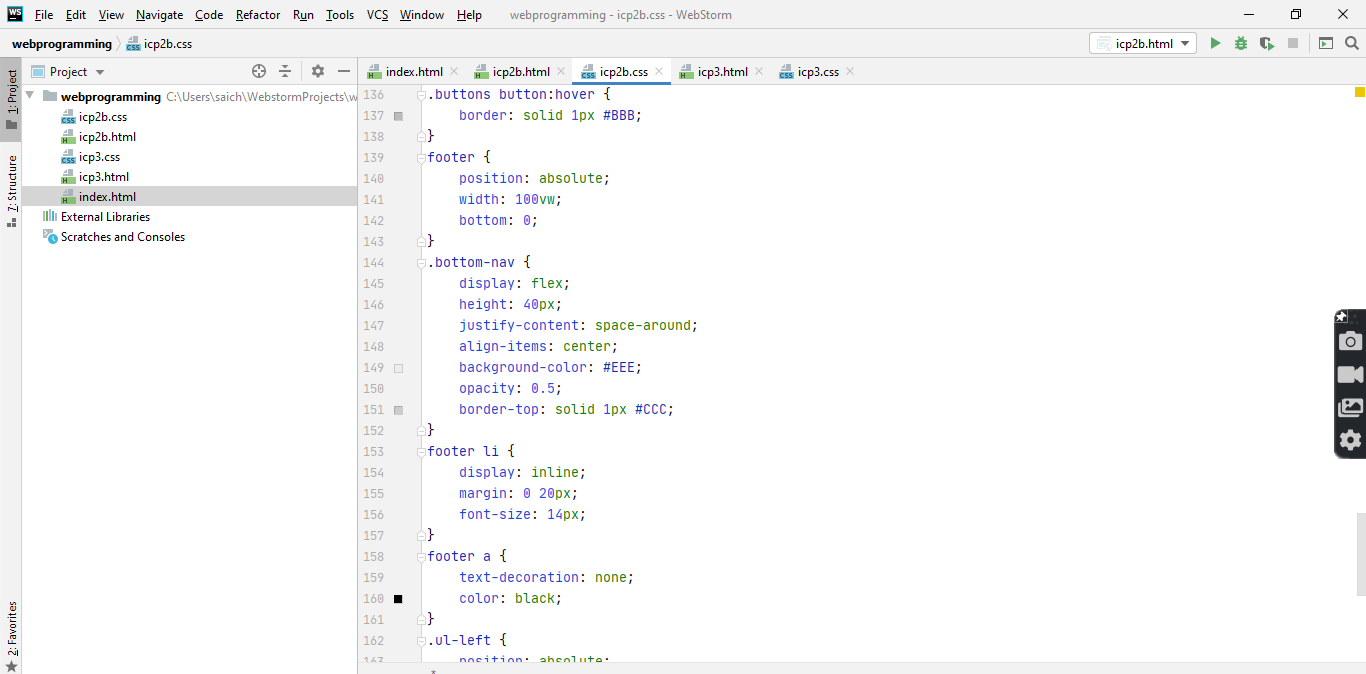 WS File Edit View Navigate Code Refactor Run Tools VCS Window Help webprogramming - icp2b.css - WebStorm
webprogramming icp2b.css icp2b.html
1: Project
7: Structure
2: Favorites
Project
webprogramming C:\Users\saich\WebstormProjects\w
icp2b.css
icp2b.html
icp3.css
icp3.html
index.html
External Libraries
Scratches and Consoles
index.html icp2b.html icp2b.css icp3.html icp3.css
136 .buttons button:hover {
137 border: solid 1px #BBB;
138 }
139 footer {
140 position: absolute;
141 width: 100vw;
142 bottom: 0;
143 }
144 .bottom-nav {
145 display: flex;
146 height: 40px;
147 justify-content: space-around;
148 align-items: center;
149 background-color: #EEE;
150 opacity: 0.5;
151 border-top: solid 1px #CCC;
152 }
153 footer li {
154 display: inline;
155 margin: 0 20px;
156 font-size: 14px;
157 }
158 footer a {
159 text-decoration: none;
160 color: black;
161 }
162 .ul-left {
163 position: absolute;